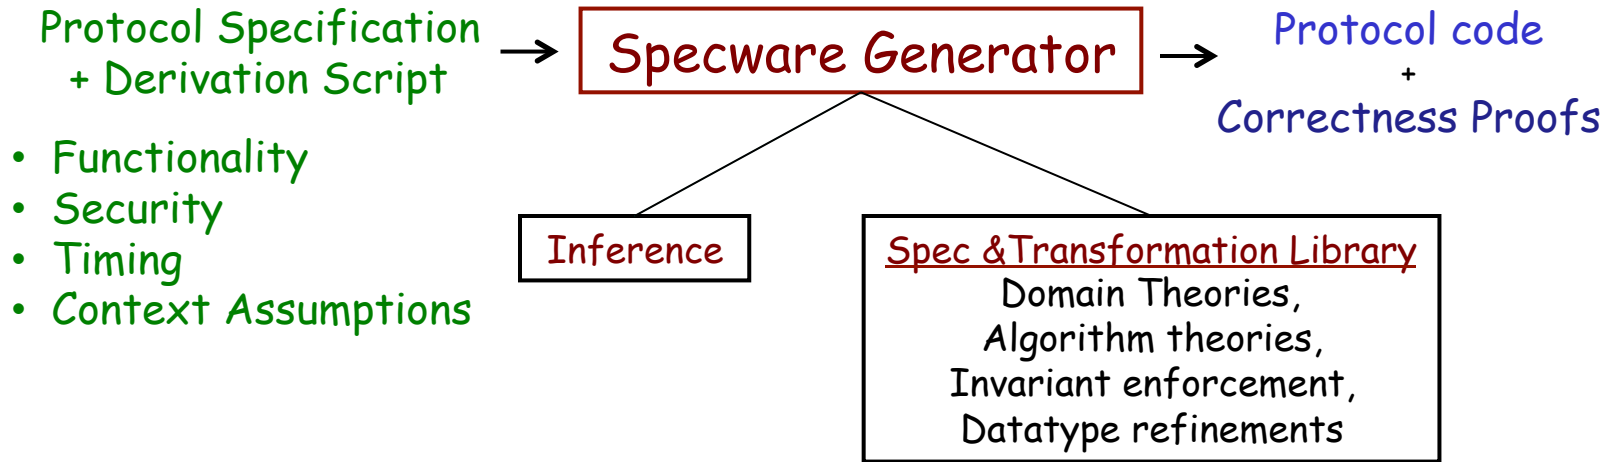 Protocol Specification
+ Derivation Script
• Functionality
• Security
• Timing
• Context Assumptions
Specware Generator
Protocol code
+
Correctness Proofs
Inference
Spec &Transformation Library
Domain Theories,
Algorithm theories,
Invariant enforcement,
Datatype refinements